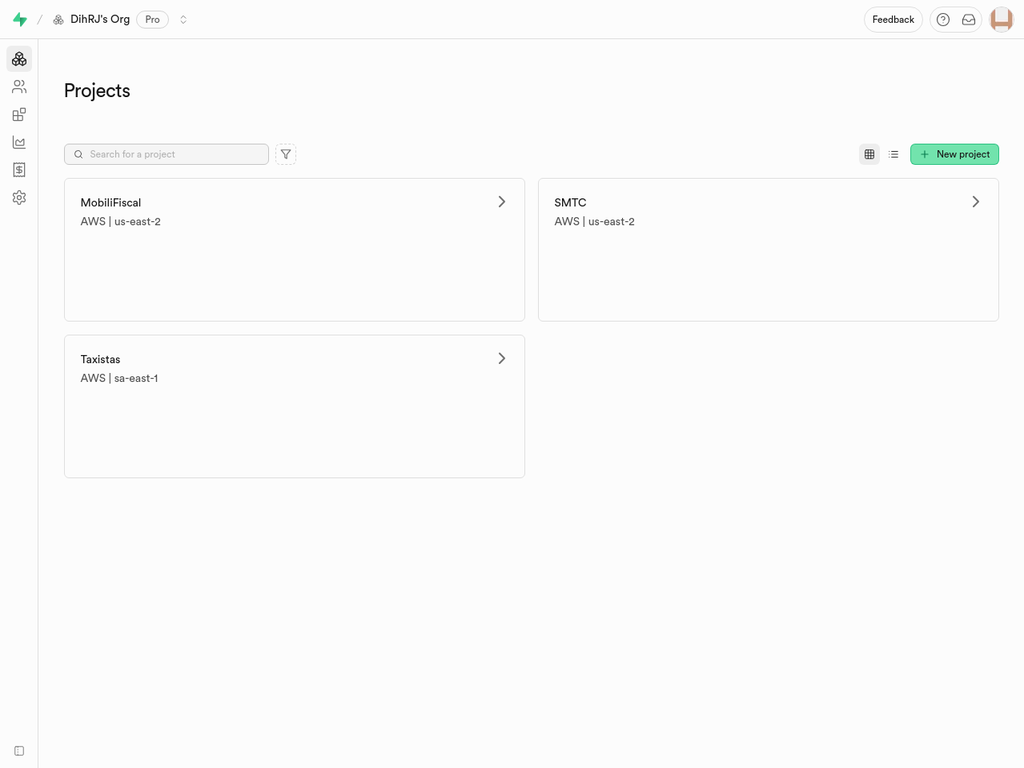 DihRJ's Org
Pro
Feedback
Projects
Search for a project
New project
MobiliFiscal
AWS | us-east-2
SMTC
AWS | us-east-2
Taxistas
AWS | sa-east-1